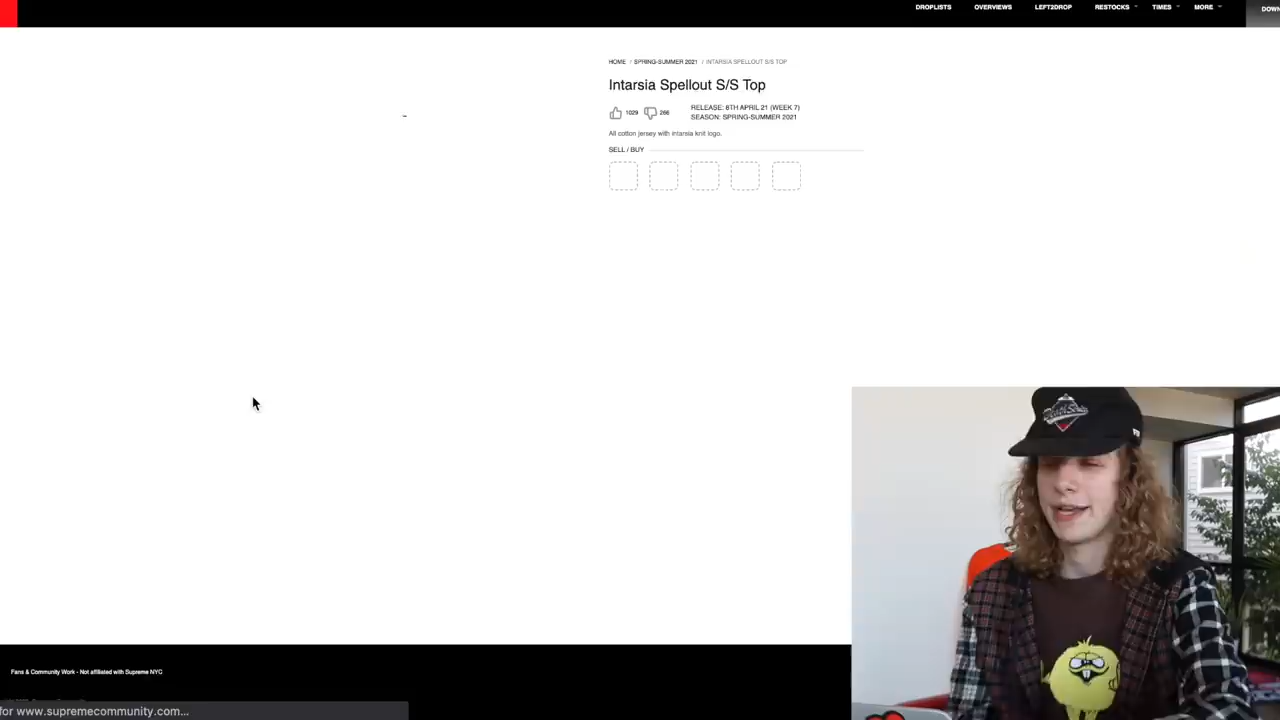 DROPLISTS OVERVIEWS LEFT2DROP RESTOCKS TIMES MORE DOWN
HOME / SPRING-SUMMER 2021 / INTARSIA SPELLOUT S/S TOP
Intarsia Spellout S/S Top
1029 266
RELEASE: 8TH APRIL 21 (WEEK 7)
SEASON: SPRING-SUMMER 2021
All cotton jersey with intarsia knit logo.
SELL / BUY
Fans & Community Work - Not affiliated with Supreme NYC
for www.supremecommunity.com...